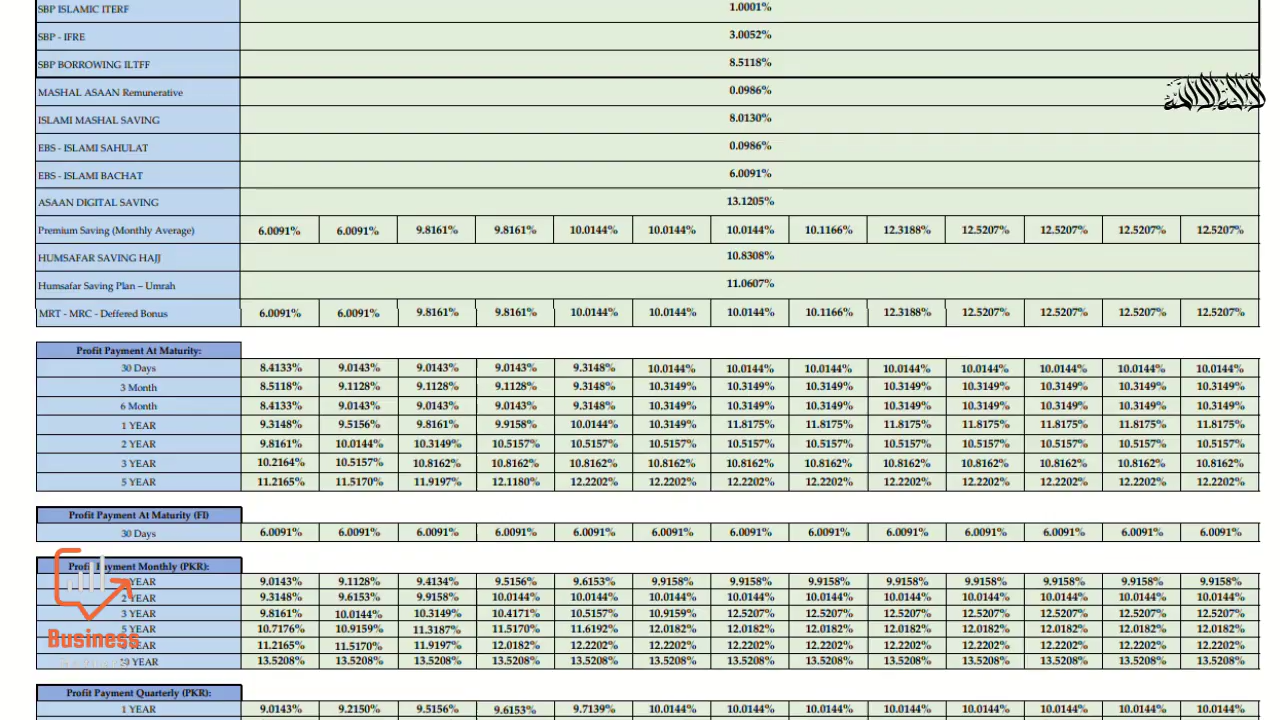 SBP ISLAMIC ITERF 1.0001%
SBP - IFRE 3.0052%
SBP BORROWING ILTFF 8.5118%
MASHAL ASAAN Remunerative 0.0986%
ISLAMI MASHAL SAVING 8.0130%
EBS - ISLAMI SAHULAT 0.0986%
EBS - ISLAMI BACHAT 6.0091%
ASAAN DIGITAL SAVING 13.1205%
Premium Saving (Monthly Average) 6.0091% 6.0091% 9.8161% 9.8161% 10.0144% 10.0144% 10.0144% 10.1166% 12.3188% 12.5207% 12.5207% 12.5207% 12.5207%
HUMSAFAR SAVING HAJJ 10.8308%
Humsafar Saving Plan – Umrah 11.0607%
MRT - MRC - Deffered Bonus 6.0091% 6.0091% 9.8161% 9.8161% 10.0144% 10.0144% 10.0144% 10.1166% 12.3188% 12.5207% 12.5207% 12.5207% 12.5207%
Profit Payment At Maturity:
30 Days 8.4133% 9.0143% 9.0143% 9.0143% 9.3148% 10.0144% 10.0144% 10.0144% 10.0144% 10.0144% 10.0144% 10.0144% 10.0144%
3 Month 8.5118% 9.1128% 9.1128% 9.1128% 9.3148% 10.3149% 10.3149% 10.3149% 10.3149% 10.3149% 10.3149% 10.3149% 10.3149%
6 Month 8.4133% 9.0143% 9.0143% 9.0143% 9.3148% 10.3149% 10.3149% 10.3149% 10.3149% 10.3149% 10.3149% 10.3149% 10.3149%
1 YEAR 9.3148% 9.5156% 9.8161% 9.9158% 10.0144% 10.3149% 11.8175% 11.8175% 11.8175% 11.8175% 11.8175% 11.8175% 11.8175%
2 YEAR 9.8161% 10.0144% 10.3149% 10.5157% 10.5157% 10.5157% 10.5157% 10.5157% 10.5157% 10.5157% 10.5157% 10.5157% 10.5157%
3 YEAR 10.2164% 10.5157% 10.8162% 10.8162% 10.8162% 10.8162% 10.8162% 10.8162% 10.8162% 10.8162% 10.8162% 10.8162% 10.8162%
5 YEAR 11.2165% 11.5170% 11.9197% 12.1180% 12.2202% 12.2202% 12.2202% 12.2202% 12.2202% 12.2202% 12.2202% 12.2202% 12.2202%
Profit Payment At Maturity (FI)
30 Days 6.0091% 6.0091% 6.0091% 6.0091% 6.0091% 6.0091% 6.0091% 6.0091% 6.0091% 6.0091% 6.0091% 6.0091% 6.0091%
Profit Payment Monthly (PKR):
YEAR 9.0143% 9.1128% 9.4134% 9.5156% 9.6153% 9.9158% 9.9158% 9.9158% 9.9158% 9.9158% 9.9158% 9.9158% 9.9158%
2 YEAR 9.3148% 9.6153% 9.9158% 10.0144% 10.0144% 10.0144% 10.0144% 10.0144% 10.0144% 10.0144% 10.0144% 10.0144% 10.0144%
3 YEAR 9.8161% 10.0144% 10.3149% 10.4171% 10.5157% 10.9159% 12.5207% 12.5207% 12.5207% 12.5207% 12.5207% 12.5207% 12.5207%
5 YEAR 10.7176% 10.9159% 11.3187% 11.5170% 11.6192% 12.0182% 12.0182% 12.0182% 12.0182% 12.0182% 12.0182% 12.0182% 12.0182%
YEAR 11.2165% 11.5170% 11.9197% 12.0182% 12.2202% 12.2202% 12.2202% 12.2202% 12.2202% 12.2202% 12.2202% 12.2202% 12.2202%
YEAR 13.5208% 13.5208% 13.5208% 13.5208% 13.5208% 13.5208% 13.5208% 13.5208% 13.5208% 13.5208% 13.5208% 13.5208% 13.5208%
Business
Profit Payment Quarterly (PKR):
1 YEAR 9.0143% 9.2150% 9.5156% 9.6153% 9.7139% 10.0144% 10.0144% 10.0144% 10.0144% 10.0144% 10.0144% 10.0144% 10.0144%